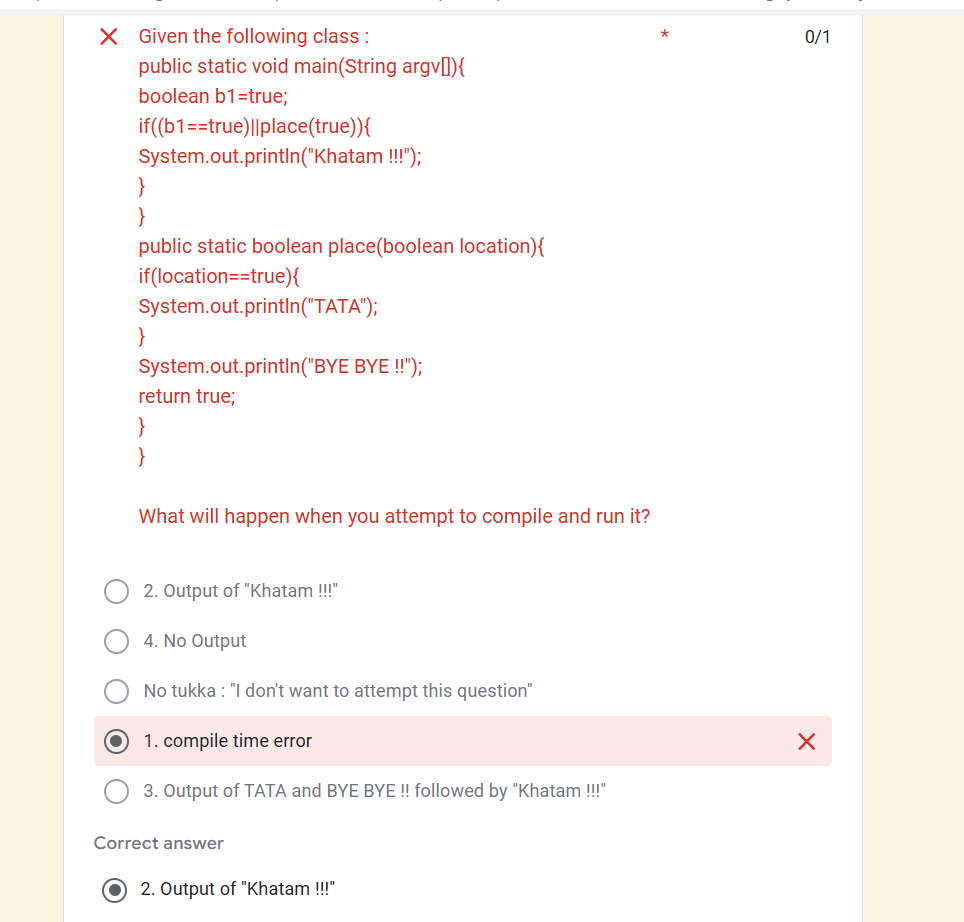 Given the following class : * 0/1
public static void main(String argv[]){
boolean b1=true;
if((b1==true)||place(true)){
System.out.println("Khatam !!!");
}
}
public static boolean place(boolean location){
if(location==true){
System.out.println("TATA");
}
System.out.println("BYE BYE !!");
return true;
}
}
What will happen when you attempt to compile and run it?
2. Output of "Khatam !!!"
4. No Output
No tukka : "I don't want to attempt this question"
1. compile time error
3. Output of TATA and BYE BYE !! followed by "Khatam !!!"
Correct answer
2. Output of "Khatam !!!"